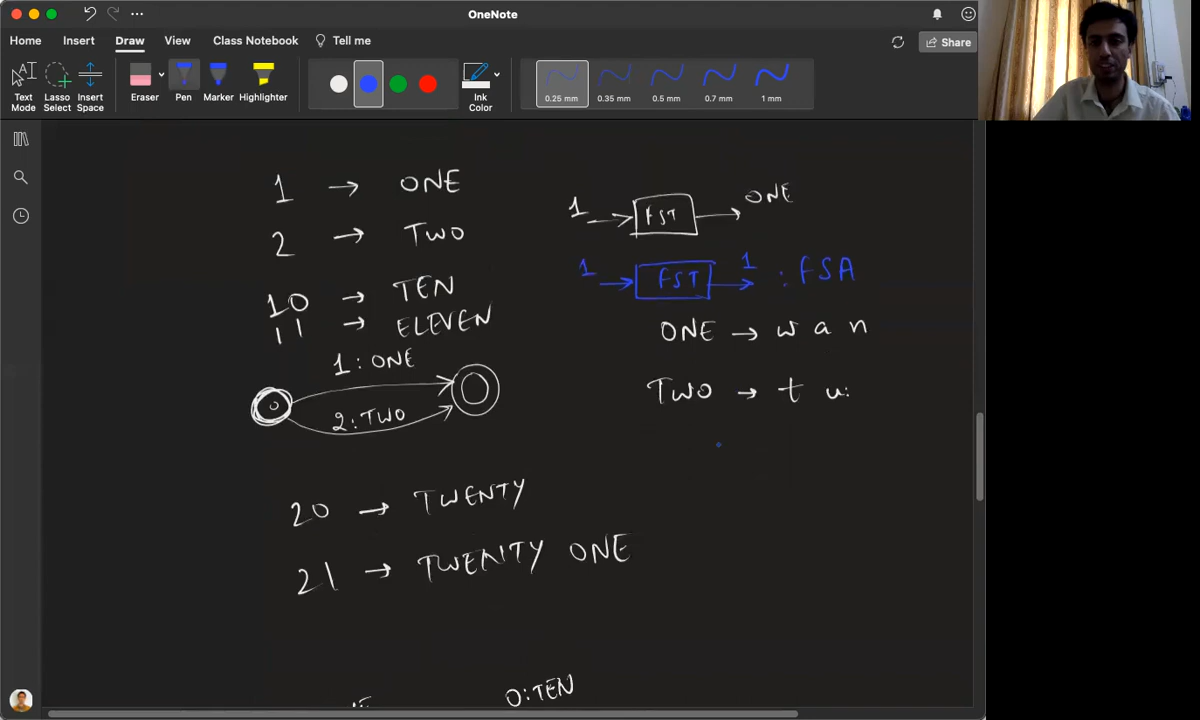 OneNote
Home Insert Draw View Class Notebook Tell me
Share
Text Mode
Lasso Select
Insert Space
Eraser
Pen
Marker
Highlighter
Ink Color
0.25 mm
0.35 mm
0.5 mm
0.7 mm
1 mm
1 → ONE
2 → TWO
10 → TEN
11 → ELEVEN
1:ONE
0
2:TWO
20 → TWENTY
21 → TWENTY ONE
1 → FST → ONE
1 → FST → 1 : FSA
ONE → w a n
TWO → t u:
0:TEN